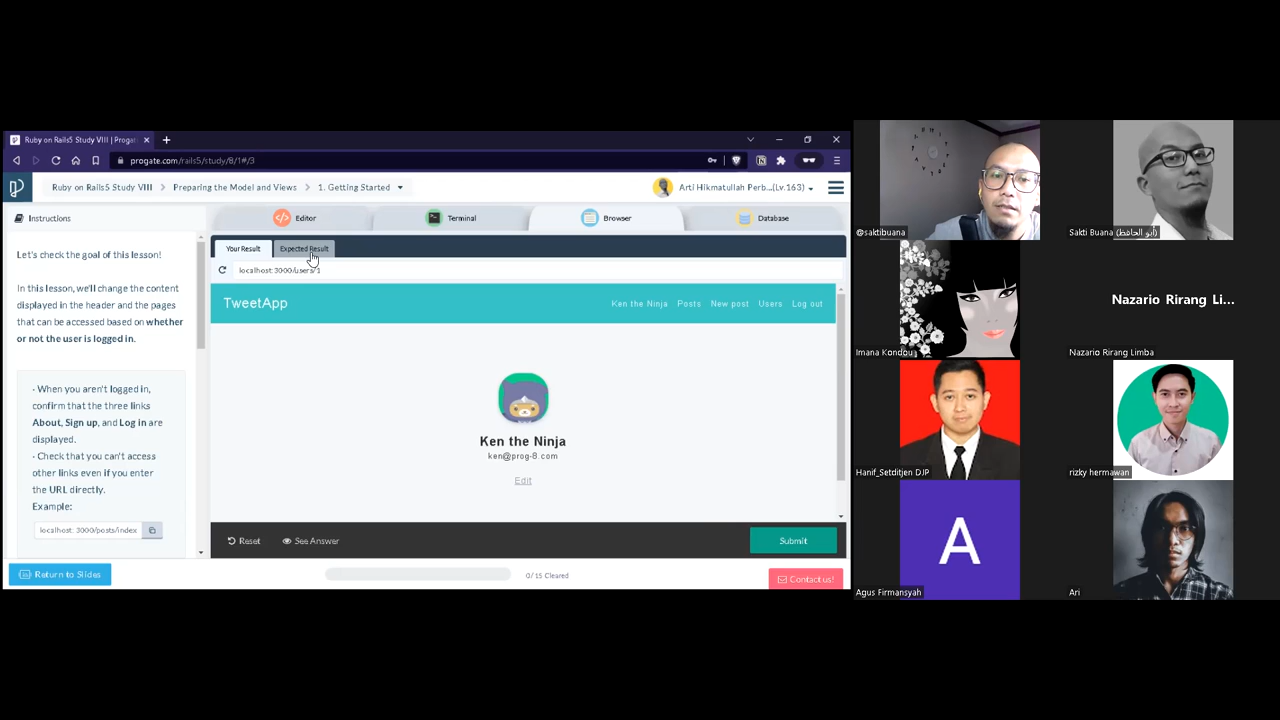 Ruby on Rails5 Study VIII | Progat
progate.com/rails5/study/8/1#/3
Ruby on Rails5 Study VIII
Preparing the Model and Views
1. Getting Started
Arti Hikmatullah Perb...(Lv.163)
Instructions
Editor
Terminal
Browser
Database
Let's check the goal of this lesson!
In this lesson, we'll change the content
displayed in the header and the pages
that can be accessed based on whether
or not the user is logged in.
· When you aren't logged in,
confirm that the three links
About, Sign up, and Log in are
displayed.
· Check that you can't access
other links even if you enter
the URL directly.
Example:
localhost: 3000/posts/index
Your Result
Expected Result
localhost: 3000/users/1
TweetApp
Ken the Ninja
Posts
New post
Users
Log out
Ken the Ninja
ken@prog-8.com
Edit
Reset
See Answer
Submit
Return to Slides
0/15 Cleared
Contact us!
@saktibuana
Sakti Buana (أبو الحافظ)
Imana Kondou
Nazario Rirang Li...
Nazario Rirang Limba
Hanif_Setditjen DJP
rizky hermawan
A
Agus Firmansyah
Ari